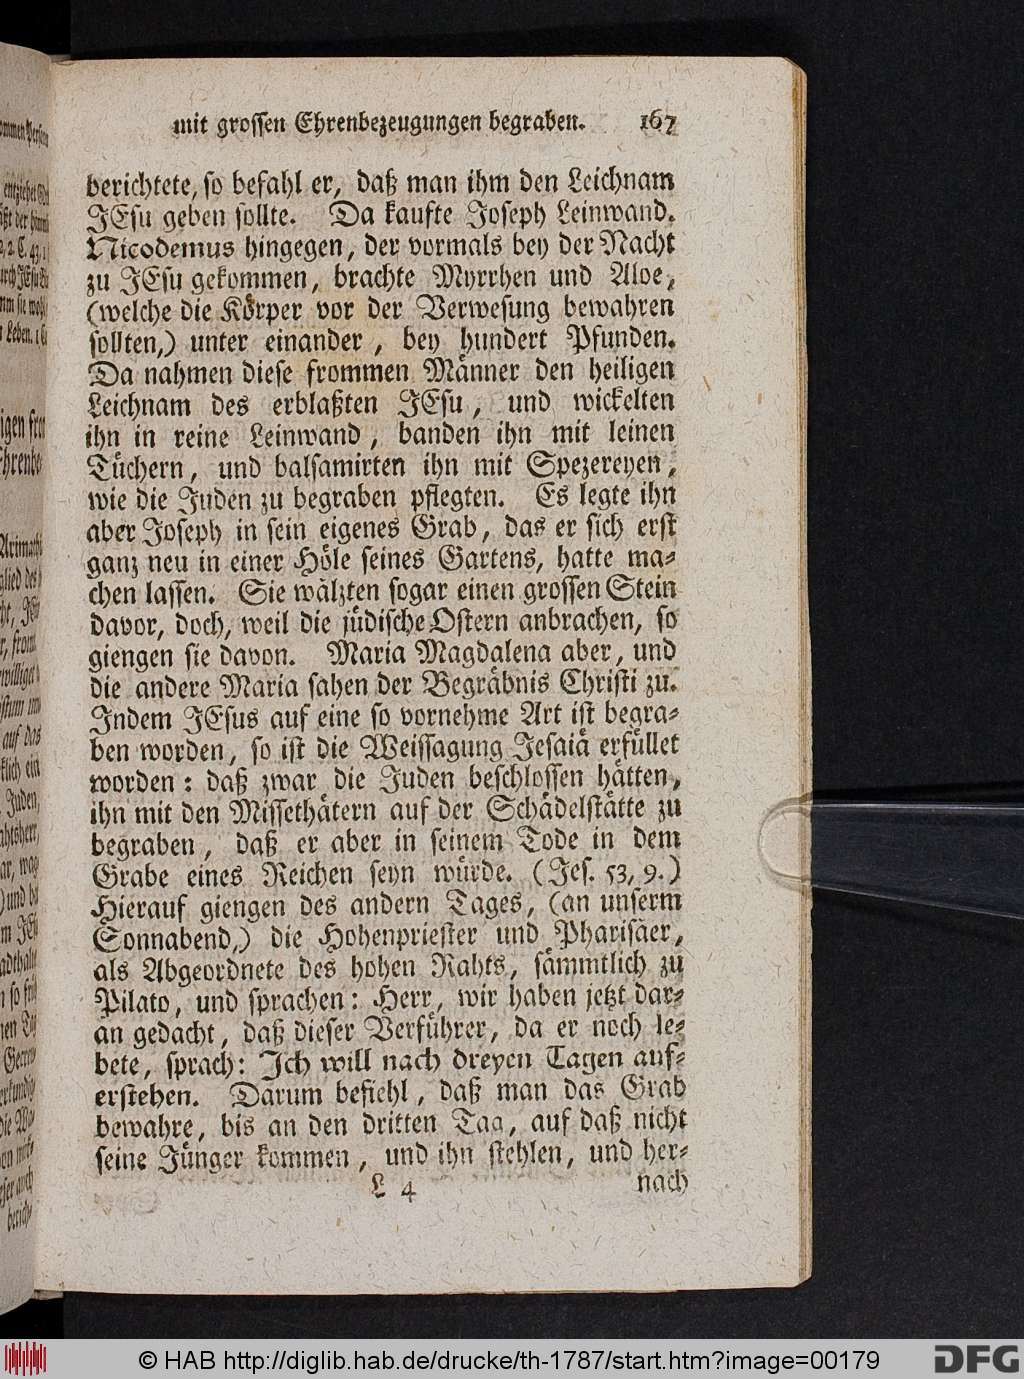 mit grossen Ehrenbezeugungen begraben. 167
berichtete, so befahl er, daß man ihm den Leichnam
JEsu geben sollte. Da kaufte Joseph Leinwand.
Nicodemus hingegen, der vormals bey der Nacht
zu JEsu gekommen, brachte Myrrhen und Aloe,
(welche die Körper vor der Verwesung bewahren
sollten,) unter einander, bey hundert Pfunden.
Da nahmen diese frommen Männer den heiligen
Leichnam des erblaßten JEsu, und wickelten
ihn in reine Leinwand, banden ihn mit leinen
Tüchern, und balsamirten ihn mit Spezereyen,
wie die Juden zu begraben pflegten. Es legte ihn
aber Joseph in sein eigenes Grab, das er sich erst
ganz neu in einer Höle seines Gartens, hatte ma-
chen lassen. Sie wälzten sogar einen grossen Stein
davor, doch, weil die jüdische Ostern anbrachen, so
giengen sie davon. Maria Magdalena aber, und
die andere Maria sahen der Begräbnis Christi zu.
Indem JEsus auf eine so vornehme Art ist begra-
ben worden, so ist die Weissagung Jesaiä erfüllet
worden: daß zwar die Juden beschlossen hätten,
ihn mit den Missethätern auf der Schädelstätte zu
begraben, daß er aber in seinem Tode in dem
Grabe eines Reichen seyn würde. (Jes. 53, 9.)
Hierauf giengen des andern Tages, (an unserm
Sonnabend,) die Hohenpriester und Pharisäer,
als Abgeordnete des hohen Rahts, sämmtlich zu
Pilato, und sprachen: Herr, wir haben jetzt dar-
an gedacht, daß dieser Verführer, da er noch le-
bete, sprach: Ich will nach dreyen Tagen auf-
erstehen. Darum befiehl, daß man das Grab
bewahre, bis an den dritten Tag, auf daß nicht
seine Jünger kommen, und ihn stehlen, und her-
L 4 nach
© HAB http://diglib.hab.de/drucke/th-1787/start.htm?image=00179
DFG